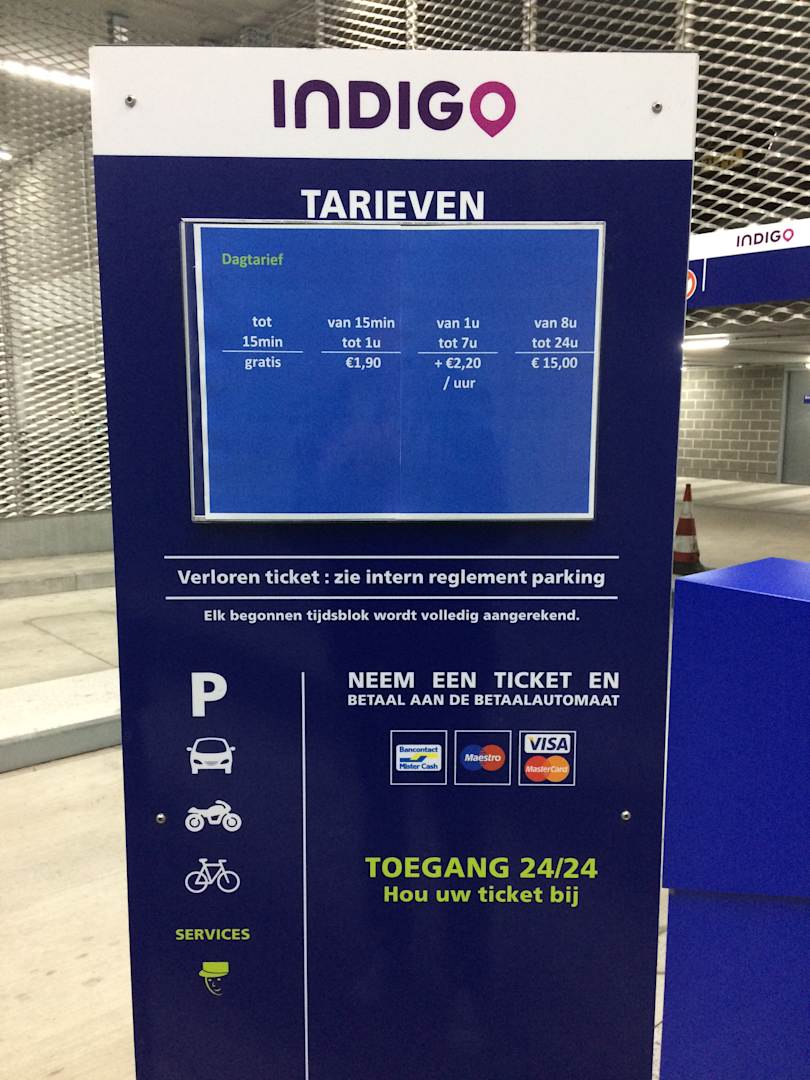 INDIGO
TARIEVEN
INDIGO
Dagtarief
tot 15min gratis
van 15min tot 1u €1,90
van 1u tot 7u + €2,20 / uur
van 8u tot 24u € 15,00
Verloren ticket : zie intern reglement parking
Elk begonnen tijdsblok wordt volledig aangerekend.
P
NEEM EEN TICKET EN
BETAAL AAN DE BETAALAUTOMAAT
Bancontact
Mister Cash
Maestro
VISA
MasterCard
TOEGANG 24/24
Hou uw ticket bij
SERVICES